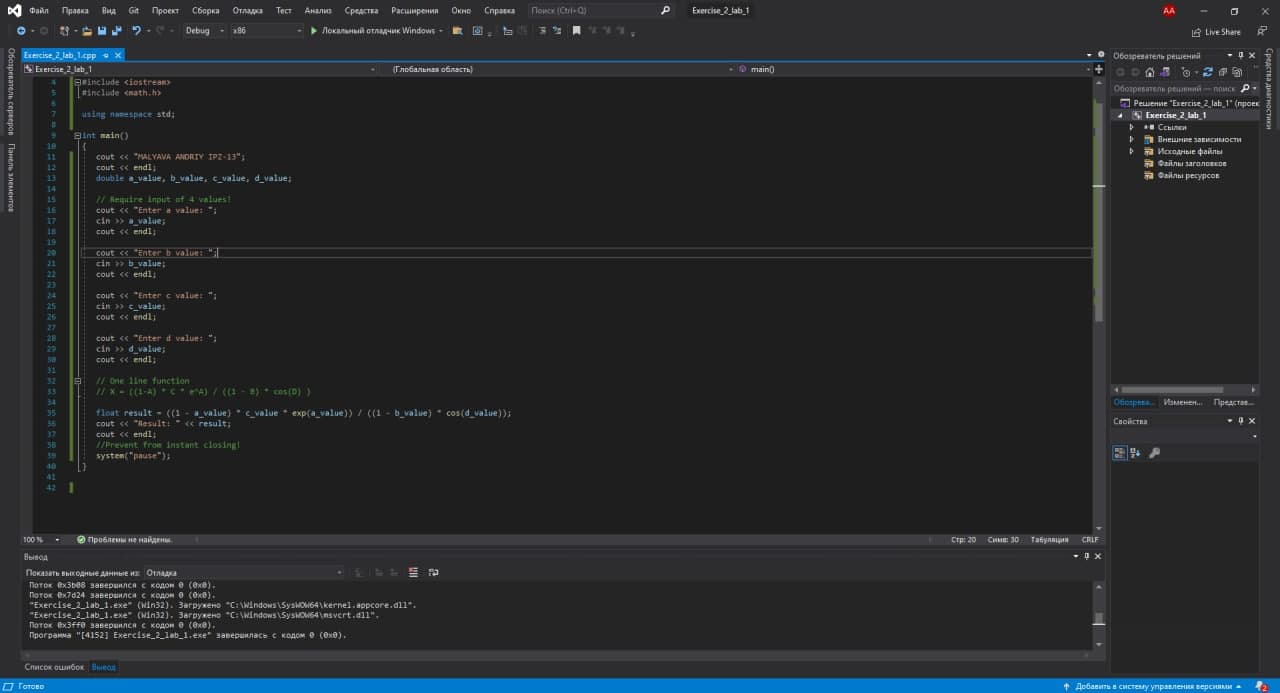 Файл Правка Вид Git Проект Сборка Отладка Тест Анализ Средства Расширения Окно Справка Поиск (Ctrl+Q) Exercise_2_lab_1 AA
Debug x86 Локальный отладчик Windows Live Share
Обозреватель серверов
Панель элементов
Exercise_2_lab_1.cpp
Exercise_2_lab_1 (Глобальная область) main()
4 #include <iostream>
5 #include <math.h>
6
7 using namespace std;
8
9 int main()
10 {
11 cout << "MALYAVA ANDRIY IPZ-13";
12 cout << endl;
13 double a_value, b_value, c_value, d_value;
14
15 // Require input of 4 values!
16 cout << "Enter a value: ";
17 cin >> a_value;
18 cout << endl;
19
20 cout << "Enter b value: ";
21 cin >> b_value;
22 cout << endl;
23
24 cout << "Enter c value: ";
25 cin >> c_value;
26 cout << endl;
27
28 cout << "Enter d value: ";
29 cin >> d_value;
30 cout << endl;
31
32 // One line function
33 // X = ((1-A) * C * e^A) / ((1 - B) * cos(D) )
34
35 float result = ((1 - a_value) * c_value * exp(a_value)) / ((1 - b_value) * cos(d_value));
36 cout << "Result: " << result;
37 cout << endl;
38 //Prevent from instant closing!
39 system("pause");
40 }
41
42
100 % Проблемы не найдены. Стр: 20 Симв: 30 Табуляция CRLF
Вывод
Показать выходные данные из: Отладка
Поток 0x3b08 завершился с кодом 0 (0x0).
Поток 0x7d24 завершился с кодом 0 (0x0).
"Exercise_2_lab_1.exe" (Win32). Загружено "C:\Windows\SysWOW64\kernel.appcore.dll".
"Exercise_2_lab_1.exe" (Win32). Загружено "C:\Windows\SysWOW64\msvcrt.dll".
Поток 0x3ff0 завершился с кодом 0 (0x0).
Программа "[4152] Exercise_2_lab_1.exe" завершилась с кодом 0 (0x0).
Список ошибок Вывод
Обозреватель решений
Обозреватель решений — поиск
Решение "Exercise_2_lab_1" (проек
Exercise_2_lab_1
Ссылки
Внешние зависимости
Исходные файлы
Файлы заголовков
Файлы ресурсов
Обозрева... Изменен... Представ...
Свойства
Средства диагностики
Готово Добавить в систему управления версиями 2